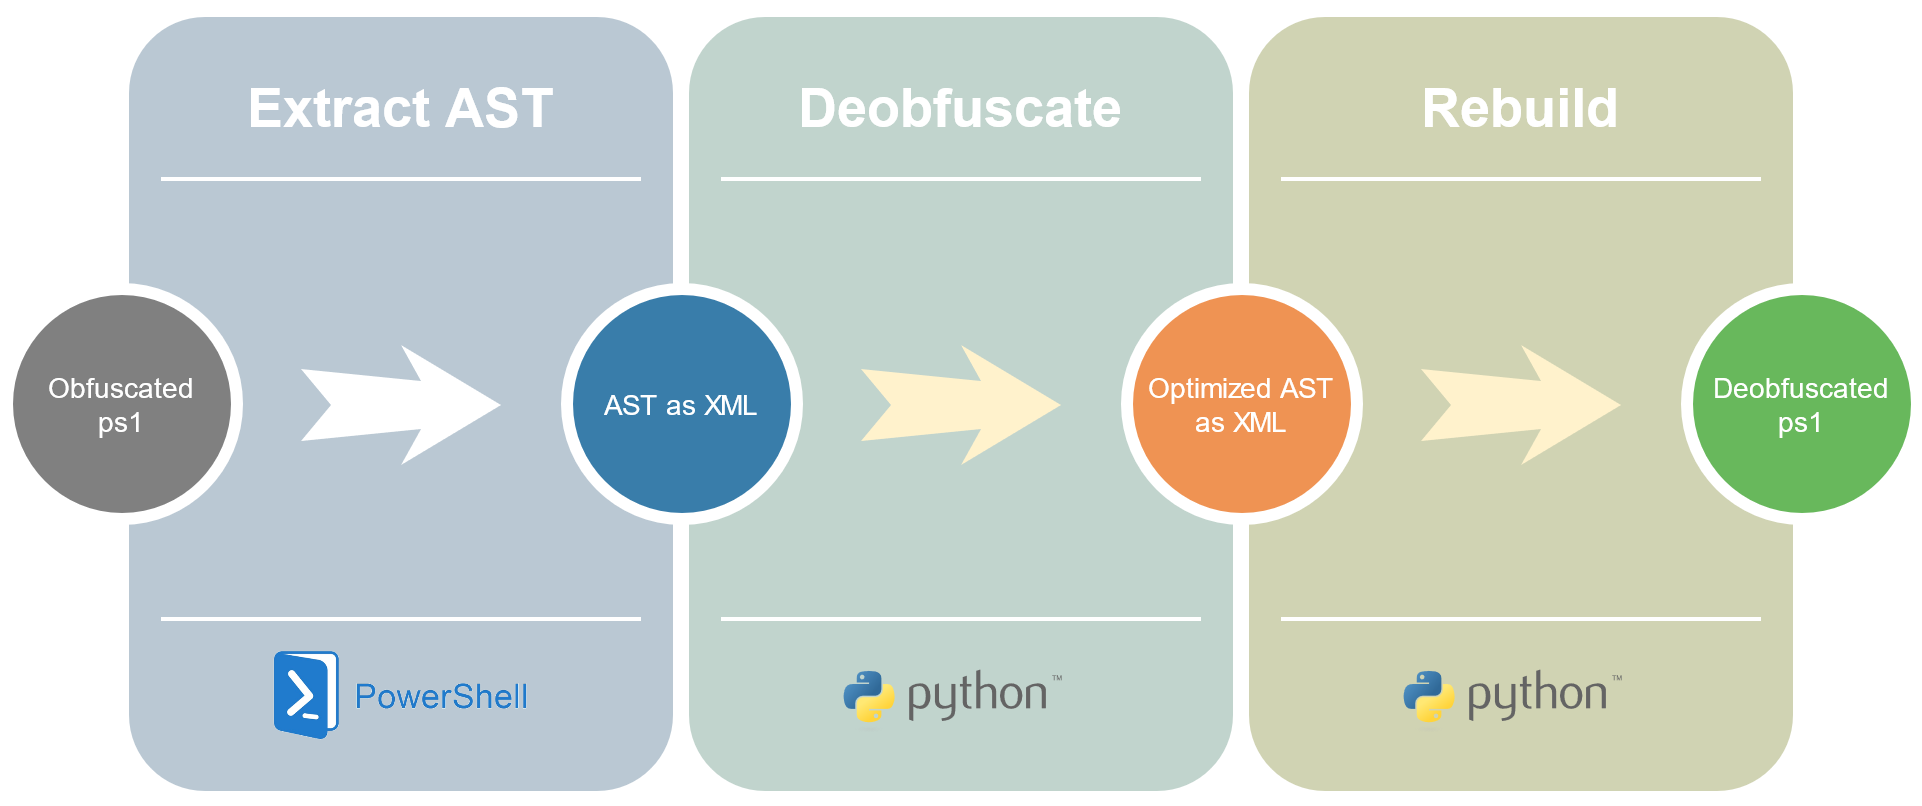 Extract AST
Deobfuscate
Rebuild
Obfuscated
ps1
AST as XML
Optimized AST
as XML
Deobfuscated
ps1
PowerShell
python™
python™